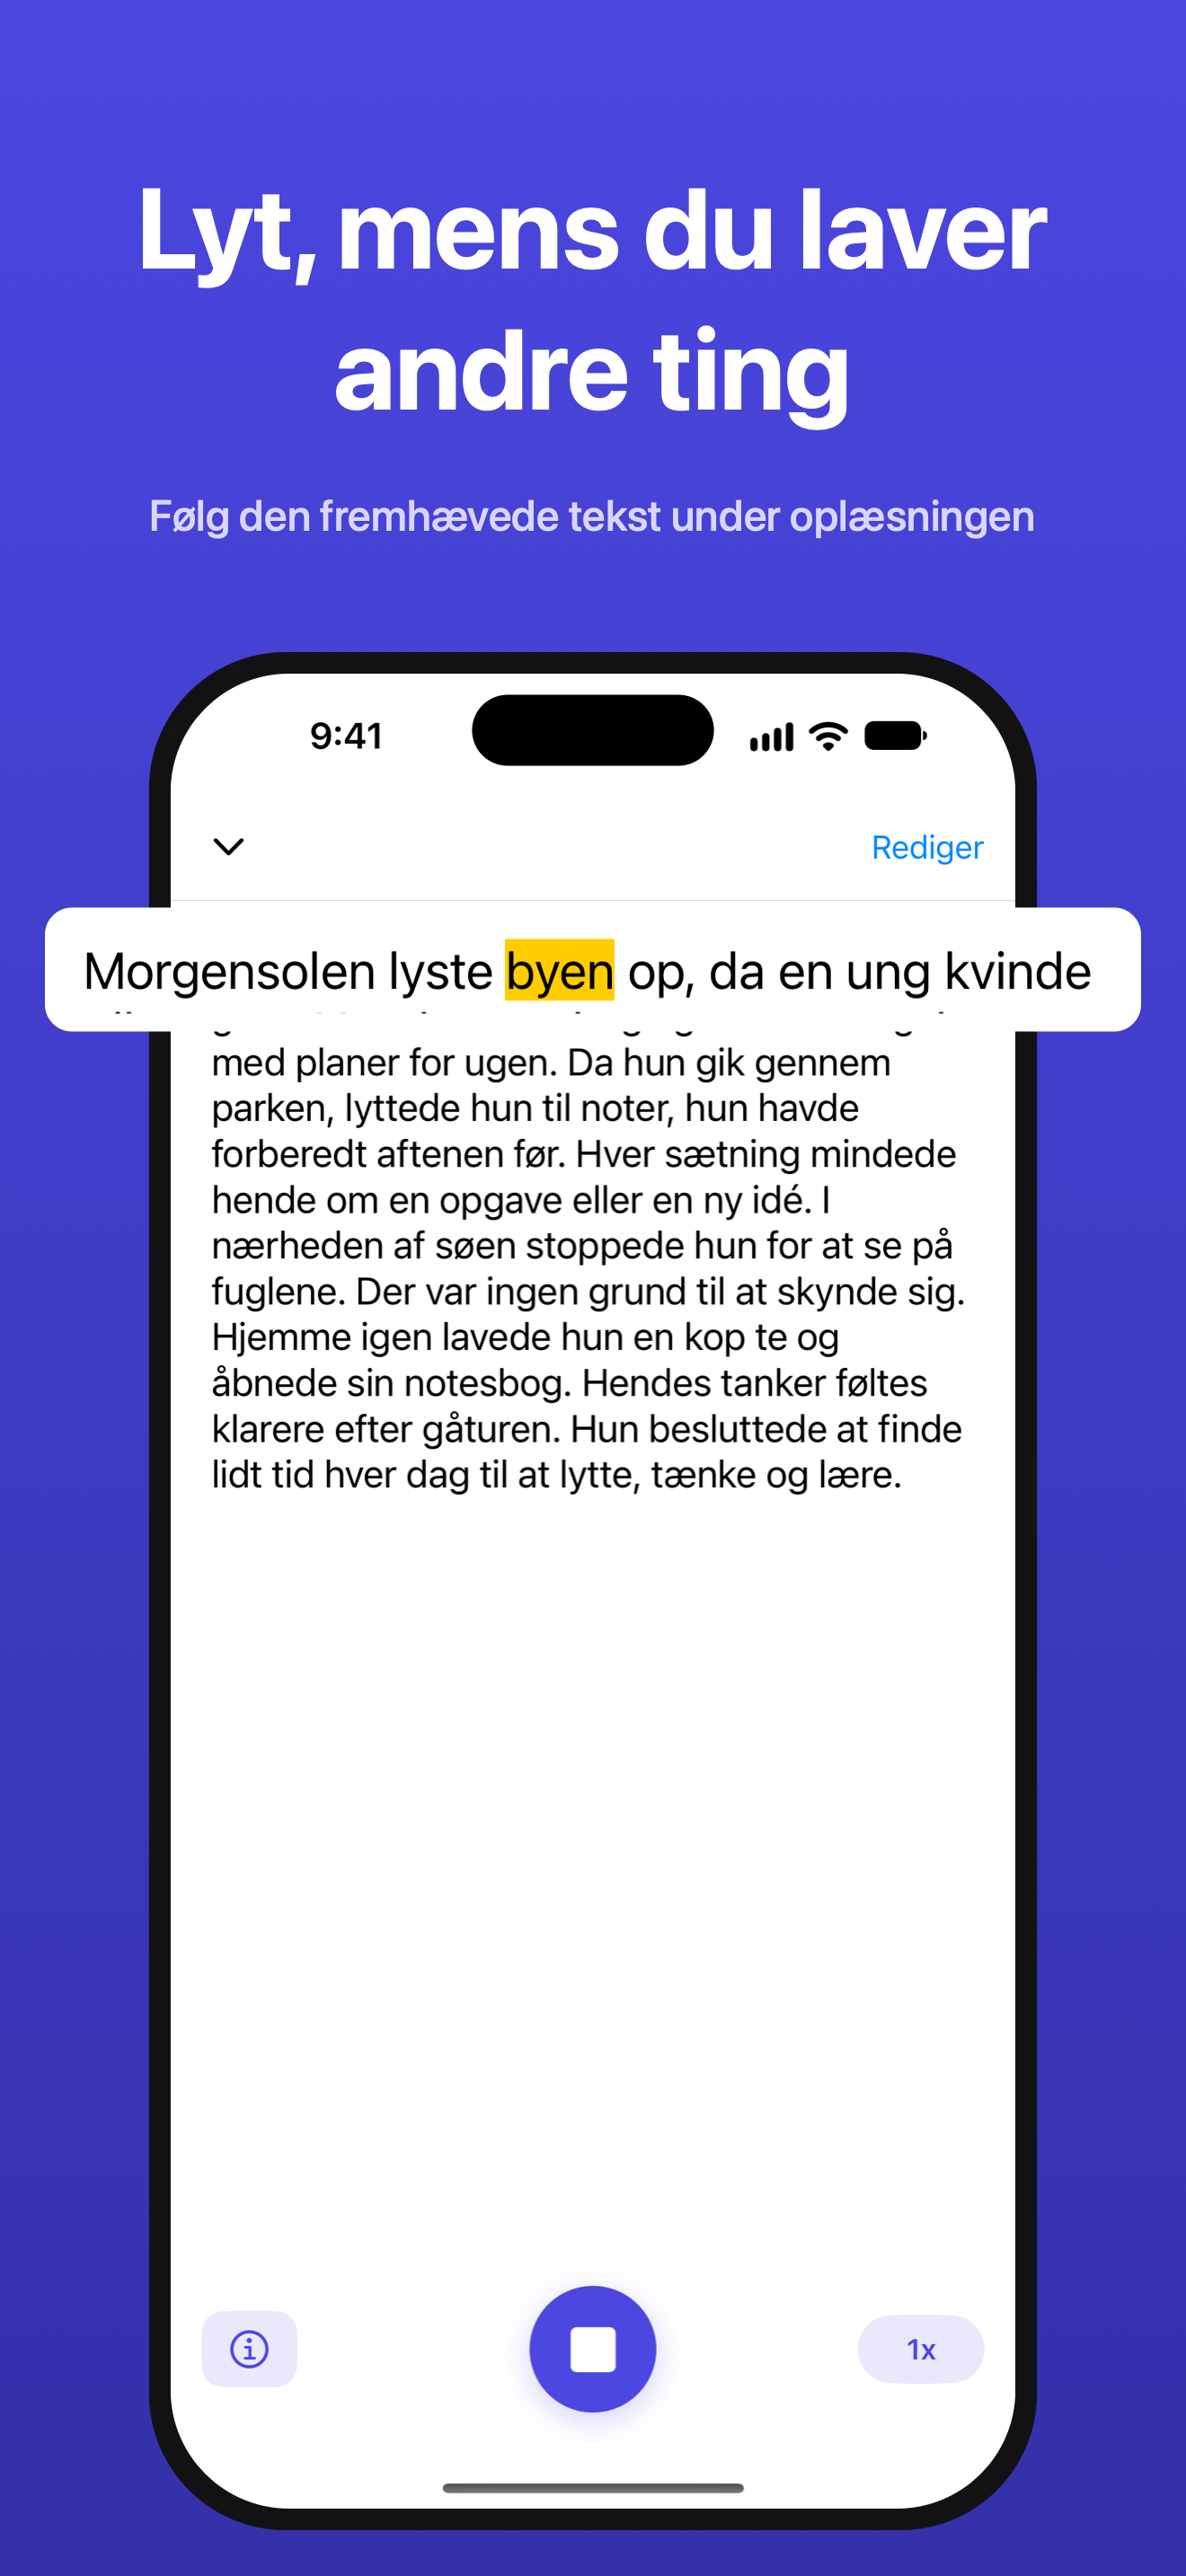 Lyt, mens du laver
andre ting
Følg den fremhævede tekst under oplæsningen
9:41
Rediger
Morgensolen lyste byen op, da en ung kvinde
med planer for ugen. Da hun gik gennem
parken, lyttede hun til noter, hun havde
forberedt aftenen før. Hver sætning mindede
hende om en opgave eller en ny idé. I
nærheden af søen stoppede hun for at se på
fuglene. Der var ingen grund til at skynde sig.
Hjemme igen lavede hun en kop te og
åbnede sin notesbog. Hendes tanker føltes
klarere efter gåturen. Hun besluttede at finde
lidt tid hver dag til at lytte, tænke og lære.
1x